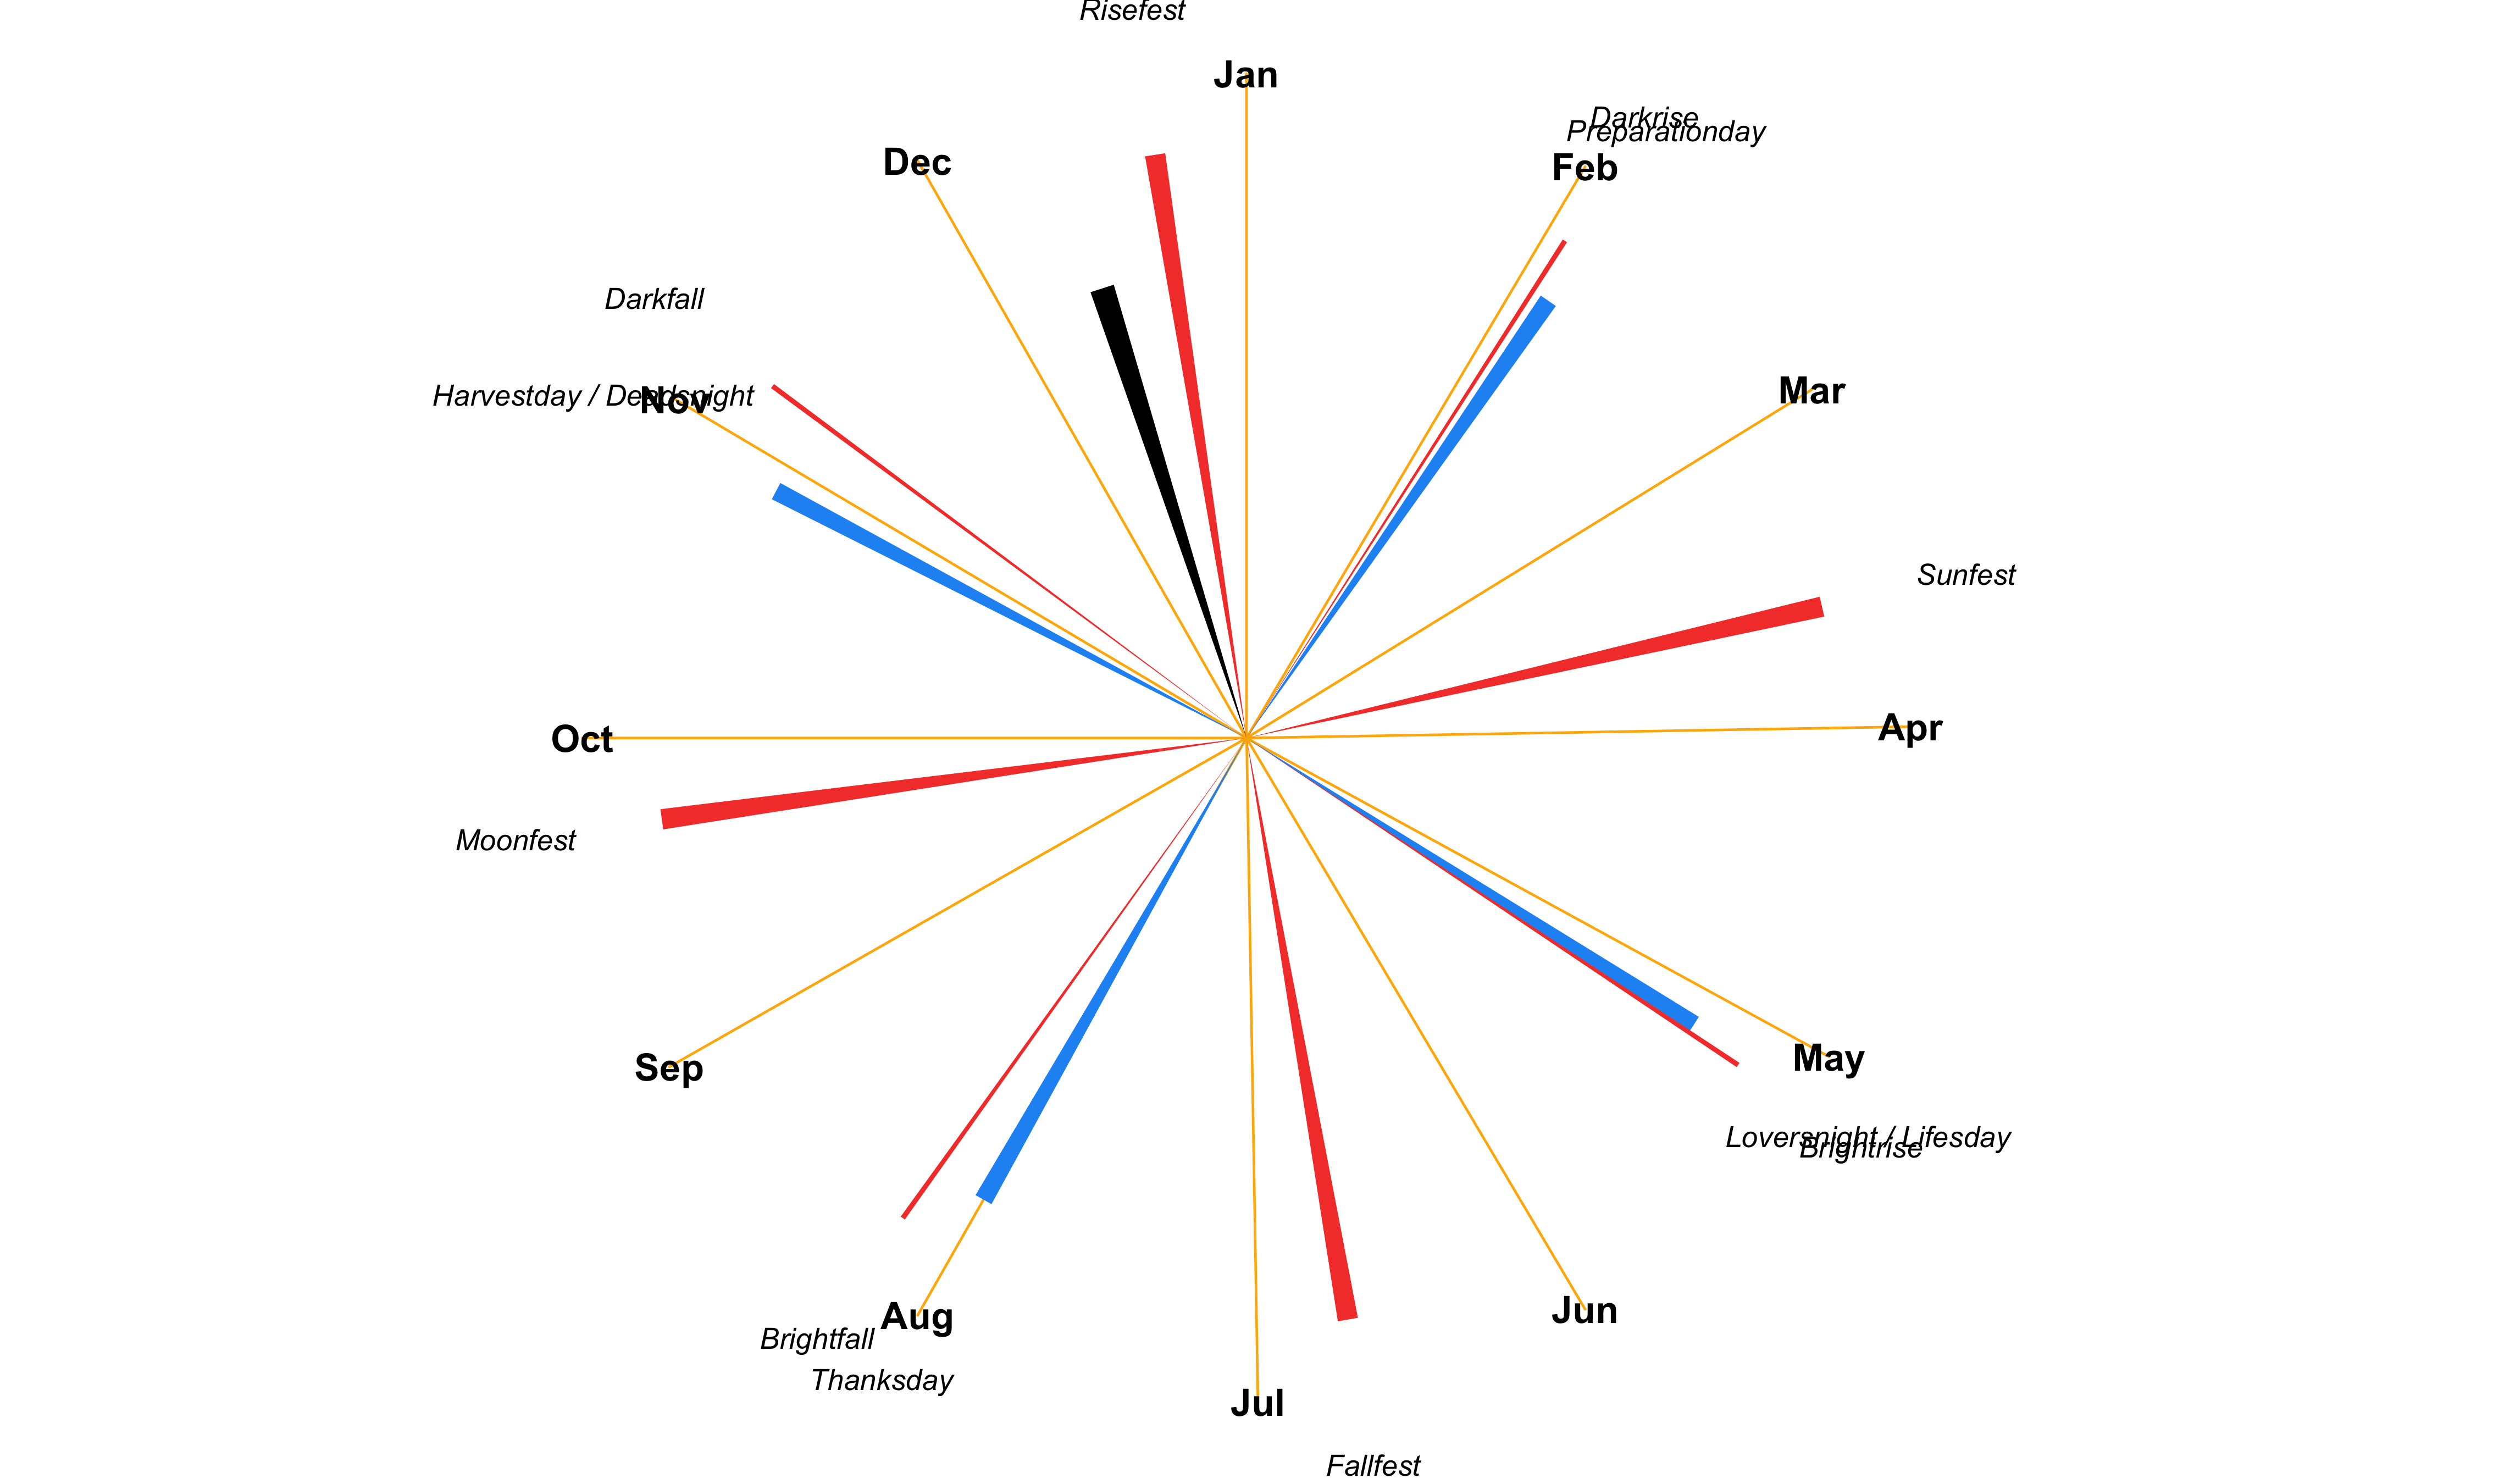 Risefest
Jan
Darkrise
Preparationday
Dec
Feb
Darkfall
Mar
Harvestday / Deadsnight
Nov
Sunfest
Apr
Oct
Moonfest
May
Sep
Loversnight / Lifesday
Brightrise
Jun
Aug
Brightfall
Thanksday
Jul
Fallfest